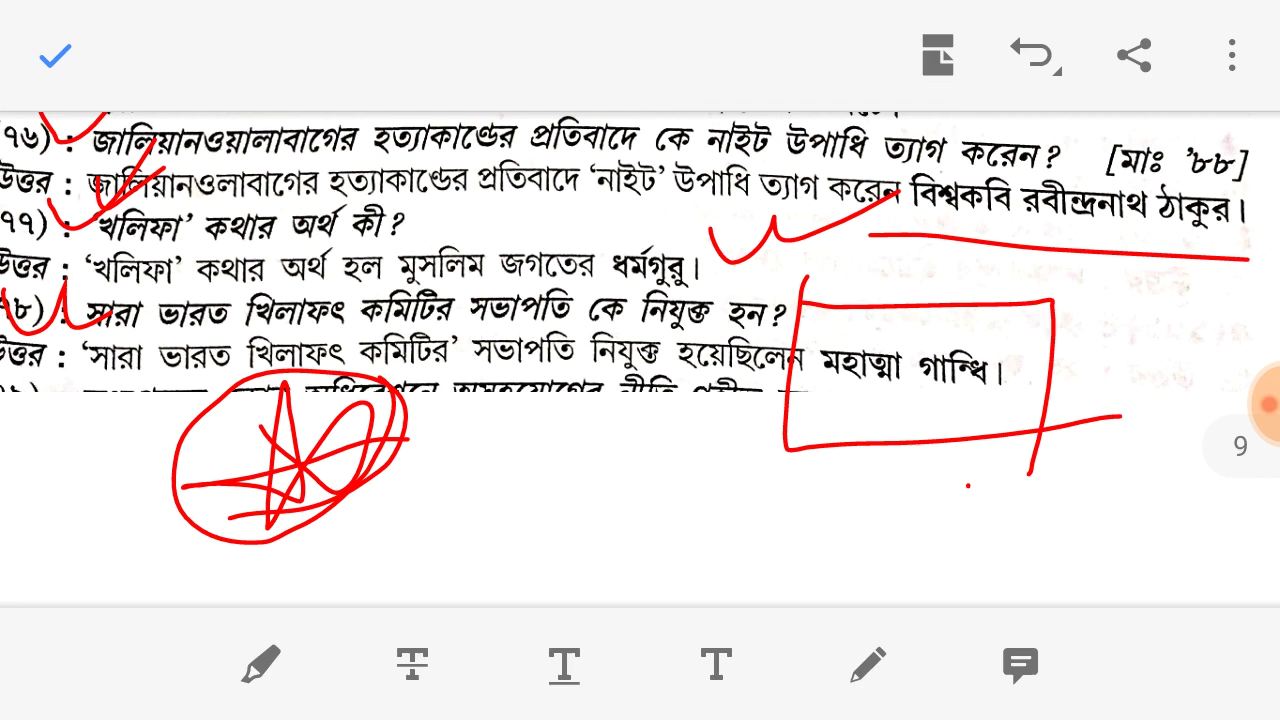 ৭৬) : জালিয়ানওয়ালাবাগের হত্যাকাণ্ডের প্রতিবাদে কে নাইট উপাধি ত্যাগ করেন? [মাঃ '৮৮]
উত্তর : জালিয়ানওলাবাগের হত্যাকাণ্ডের প্রতিবাদে 'নাইট' উপাধি ত্যাগ করেন বিশ্বকবি রবীন্দ্রনাথ ঠাকুর।
৭৭) : 'খলিফা' কথার অর্থ কী?
উত্তর : 'খলিফা' কথার অর্থ হল মুসলিম জগতের ধর্মগুরু।
৭৮) : সারা ভারত খিলাফৎ কমিটির সভাপতি কে নিযুক্ত হন?
উত্তর : 'সারা ভারত খিলাফৎ কমিটির' সভাপতি নিযুক্ত হয়েছিলেন মহাত্মা গান্ধি।
9